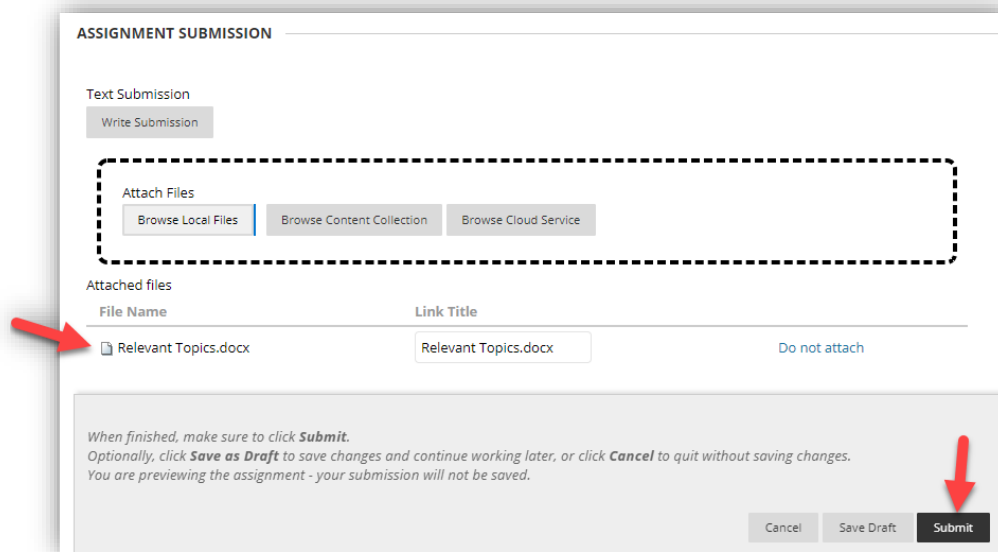 ASSIGNMENT SUBMISSION
Text Submission
Write Submission
Attach Files
Browse Local Files Browse Content Collection Browse Cloud Service
Attached files
File Name Link Title
Relevant Topics.docx Relevant Topics.docx Do not attach
When finished, make sure to click Submit.
Optionally, click Save as Draft to save changes and continue working later, or click Cancel to quit without saving changes.
You are previewing the assignment - your submission will not be saved.
Cancel Save Draft Submit